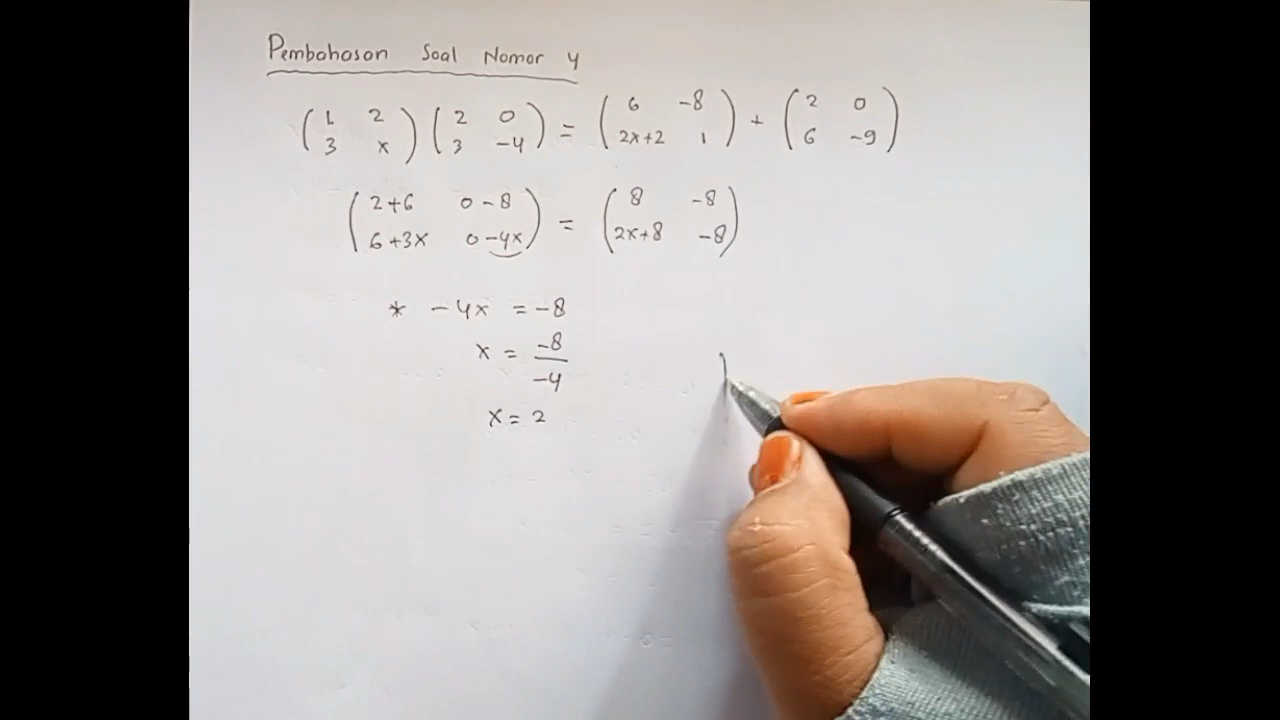 Pembahasan Soal Nomor 4
( 1 2 ) ( 2 0 ) = ( 6 -8 ) + ( 2 0 )
( 3 x ) ( 3 -4 ) ( 2x+2 1 ) ( 6 -9 )
( 2+6 0-8 ) = ( 8 -8 )
( 6+3x 0-4x ) ( 2x+8 -8 )
* -4x = -8
x = -8
-4
x = 2